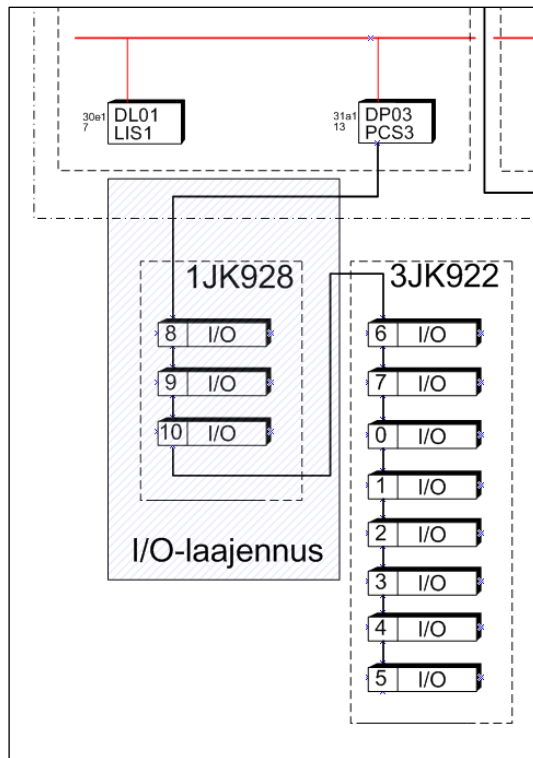 30e1
7
DL01
LIS1
31a1
13
DP03
PCS3
1JK928
8 I/O
9 I/O
10 I/O
I/O-laajennus
3JK922
6 I/O
7 I/O
0 I/O
1 I/O
2 I/O
3 I/O
4 I/O
5 I/O